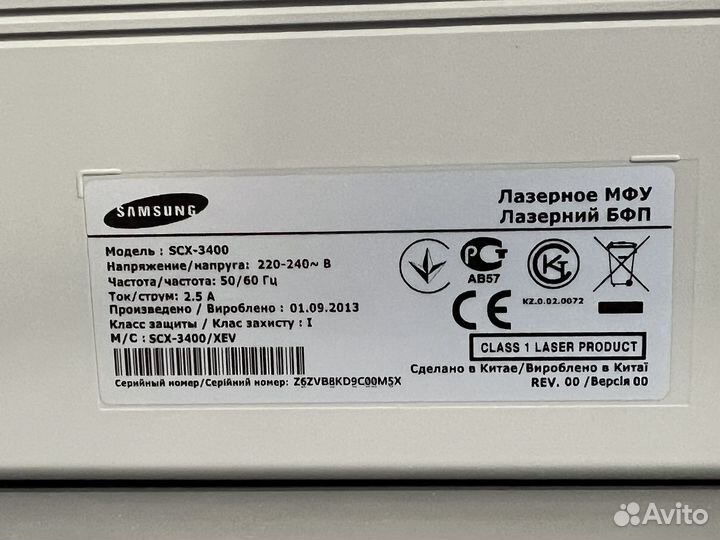 SAMSUNG
Лазерное МФУ
Лазерний БФП
Модель : SCX-3400
Напряжение/напруга: 220-240~ В
Частота/частота: 50/60 Гц
Ток/струм: 2.5 А
Произведено / Вироблено : 01.09.2013
Класс защиты / Клас захисту : I
M/C : SCX-3400/XEV
Серийный номер/Серійний номер: Z6ZVB8KD9C00M5X
АВ57
KZ.0.02.0072
CE
CLASS 1 LASER PRODUCT
Сделано в Китае/Вироблено в Китаї
REV. 00 /Версія 00
Avito